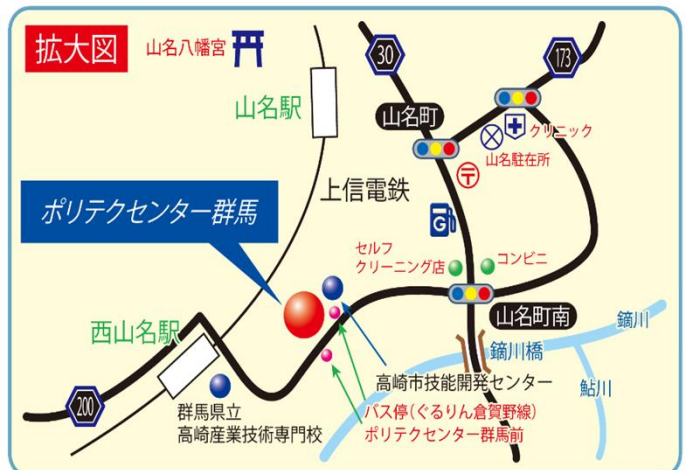 拡大図
山名八幡宮
30
173
山名駅
山名町
クリニック
山名駐在所
〒
上信電鉄
ポリテクセンター群馬
G
セルフ
クリーニング店
コンビニ
西山名駅
山名町南
鏑川
鏑川橋
高崎市技能開発センター
鮎川
200
群馬県立
高崎産業技術専門校
バス停(ぐるりん倉賀野線)
ポリテクセンター群馬前